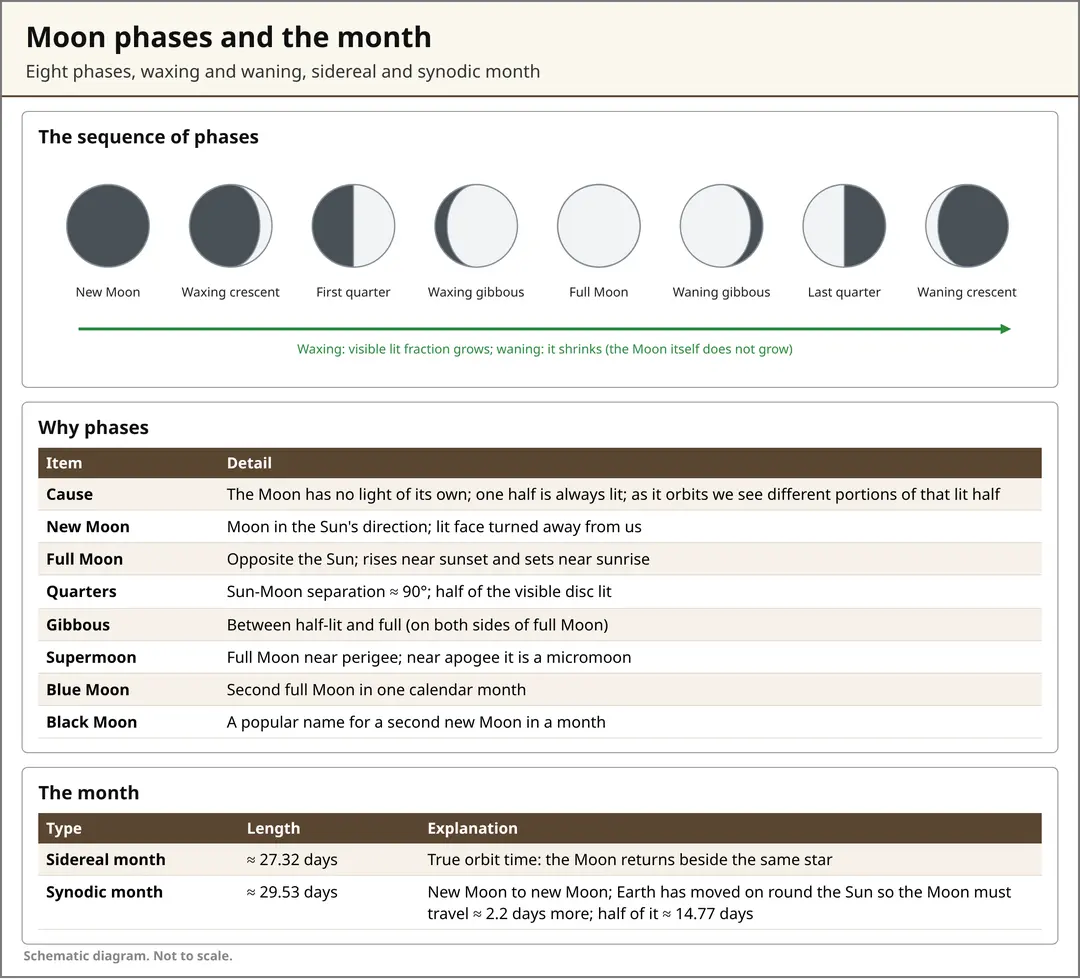 Moon phases and the month
Eight phases, waxing and waning, sidereal and synodic month
The sequence of phases
New Moon
Waxing crescent
First quarter
Waxing gibbous
Full Moon
Waning gibbous
Last quarter
Waning crescent
Waxing: visible lit fraction grows; waning: it shrinks (the Moon itself does not grow)
Why phases
Item Detail
Cause The Moon has no light of its own; one half is always lit; as it orbits we see different portions of that lit half
New Moon Moon in the Sun's direction; lit face turned away from us
Full Moon Opposite the Sun; rises near sunset and sets near sunrise
Quarters Sun-Moon separation ≈ 90°; half of the visible disc lit
Gibbous Between half-lit and full (on both sides of full Moon)
Supermoon Full Moon near perigee; near apogee it is a micromoon
Blue Moon Second full Moon in one calendar month
Black Moon A popular name for a second new Moon in a month
The month
Type Length Explanation
Sidereal month ≈ 27.32 days True orbit time: the Moon returns beside the same star
Synodic month ≈ 29.53 days New Moon to new Moon; Earth has moved on round the Sun so the Moon must
travel ≈ 2.2 days more; half of it ≈ 14.77 days
Schematic diagram. Not to scale.